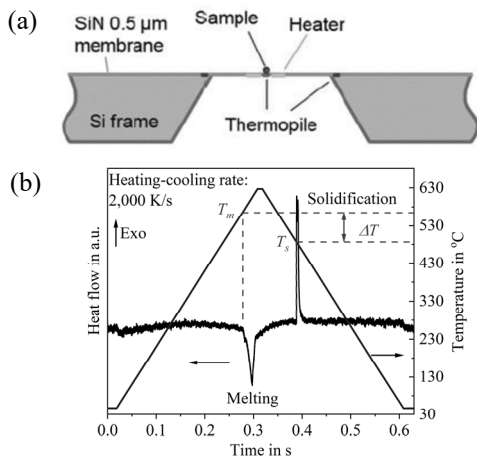 (a)
SiN 0.5 µm
membrane
Sample
Heater
Si frame
Thermopile
(b)
Heating-cooling rate:
2,000 K/s
Exo
Tm
Solidification
Ts
ΔT
Melting
Heat flow in a.u.
630
530
430
330
230
130
30
Temperature in °C
0.0 0.1 0.2 0.3 0.4 0.5 0.6
Time in s